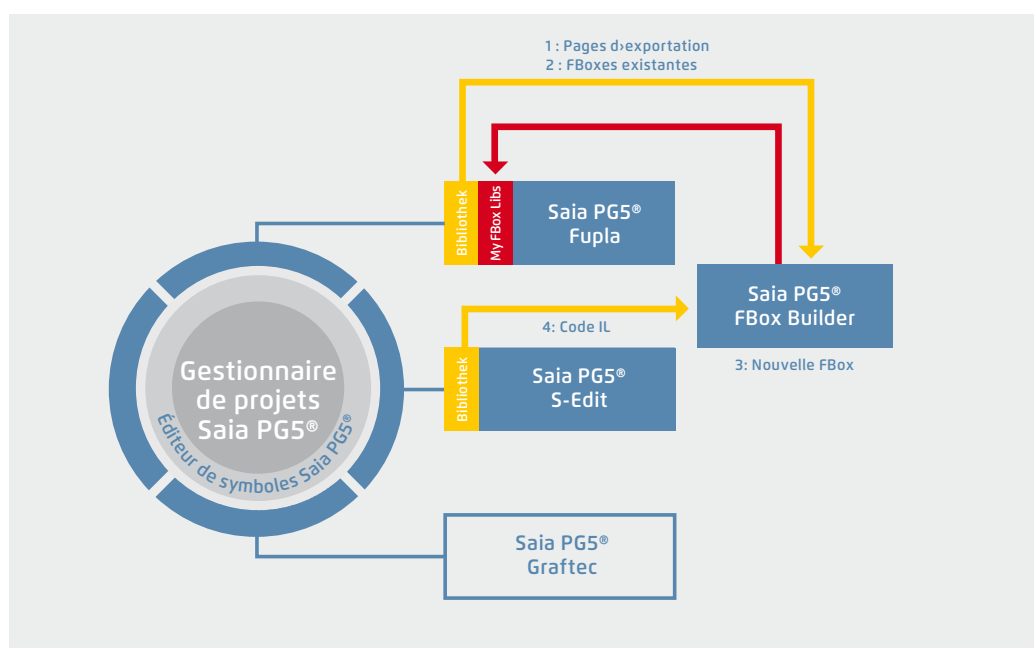 1 : Pages d›exportation
2 : FBoxes existantes
Bibliothek
My FBox Libs
Saia PG5®
Fupla
Saia PG5®
FBox Builder
3: Nouvelle FBox
4: Code IL
Bibliothek
Saia PG5®
S-Edit
Gestionnaire
de projets
Saia PG5®
Éditeur de symboles Saia PG5®
Saia PG5®
Graftec